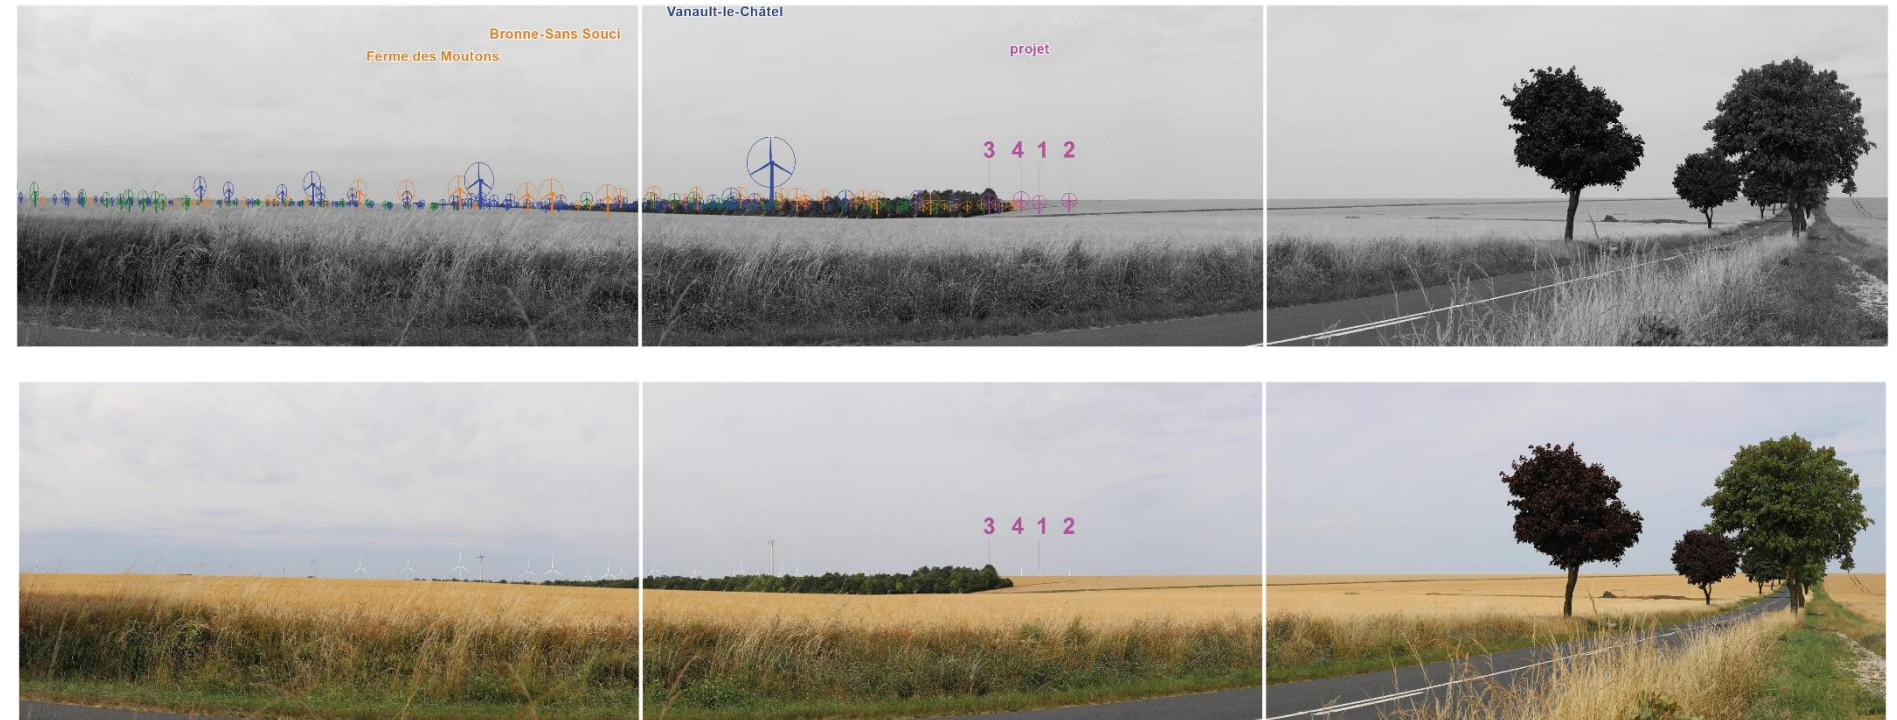 Vanault-le-Châtel
Bronne-Sans Souci
Ferme des Moutons
projet
3 4 1 2
3 4 1 2